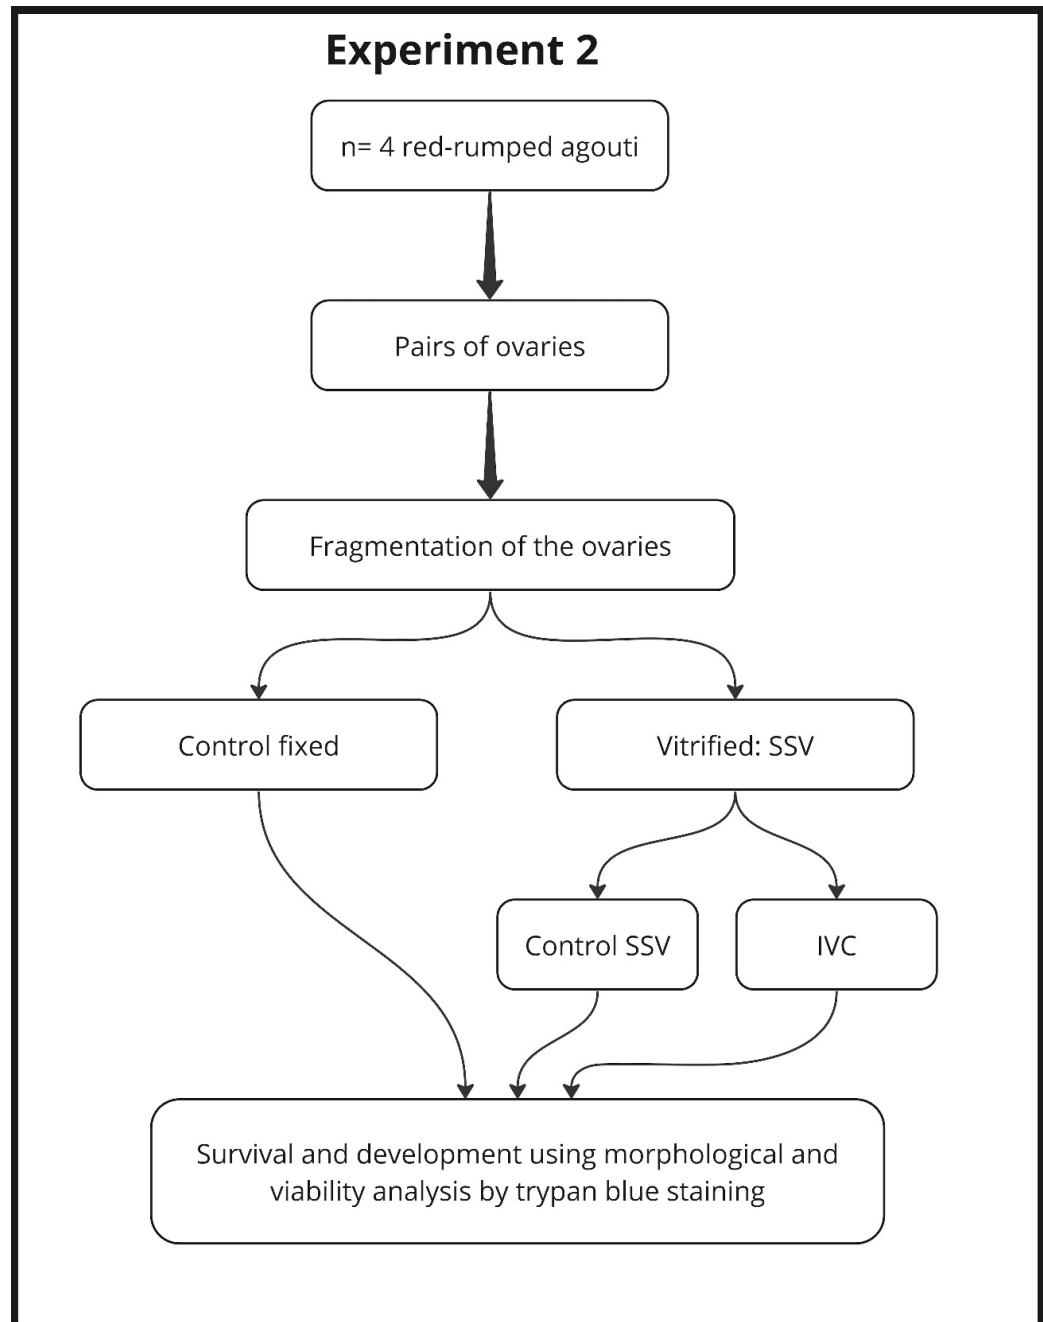 Experiment 2
n= 4 red-rumped agouti
Pairs of ovaries
Fragmentation of the ovaries
Control fixed
Vitrified: SSV
Control SSV
IVC
Survival and development using morphological and
viability analysis by trypan blue staining